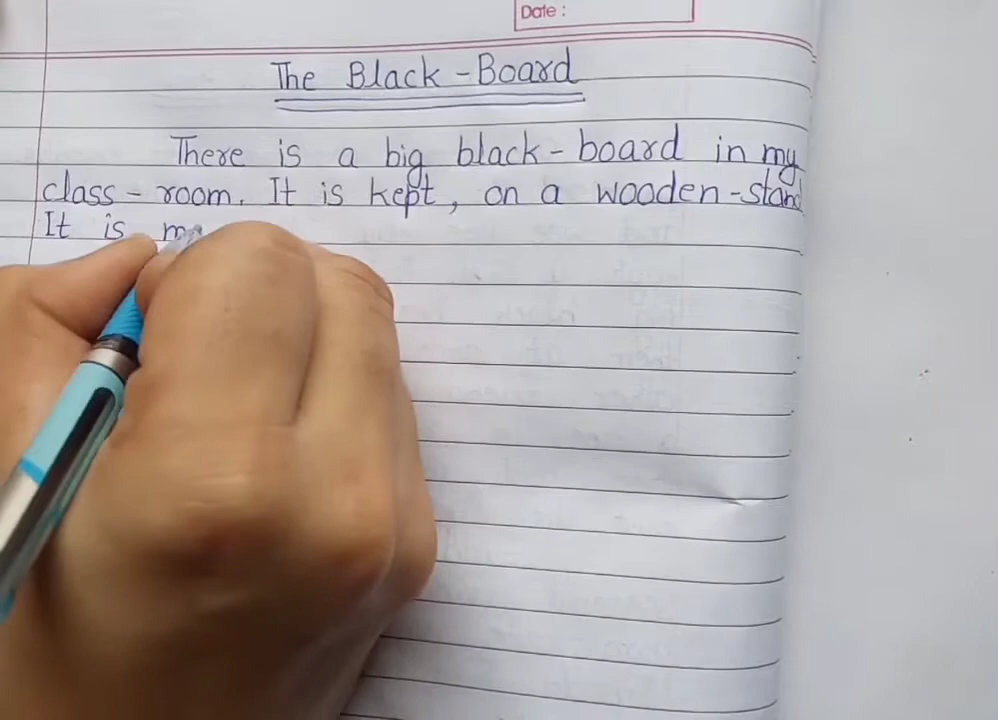 Date :
The Black - Board
There is a big black - board in my
class - room. It is kept, on a wooden - stand
It is